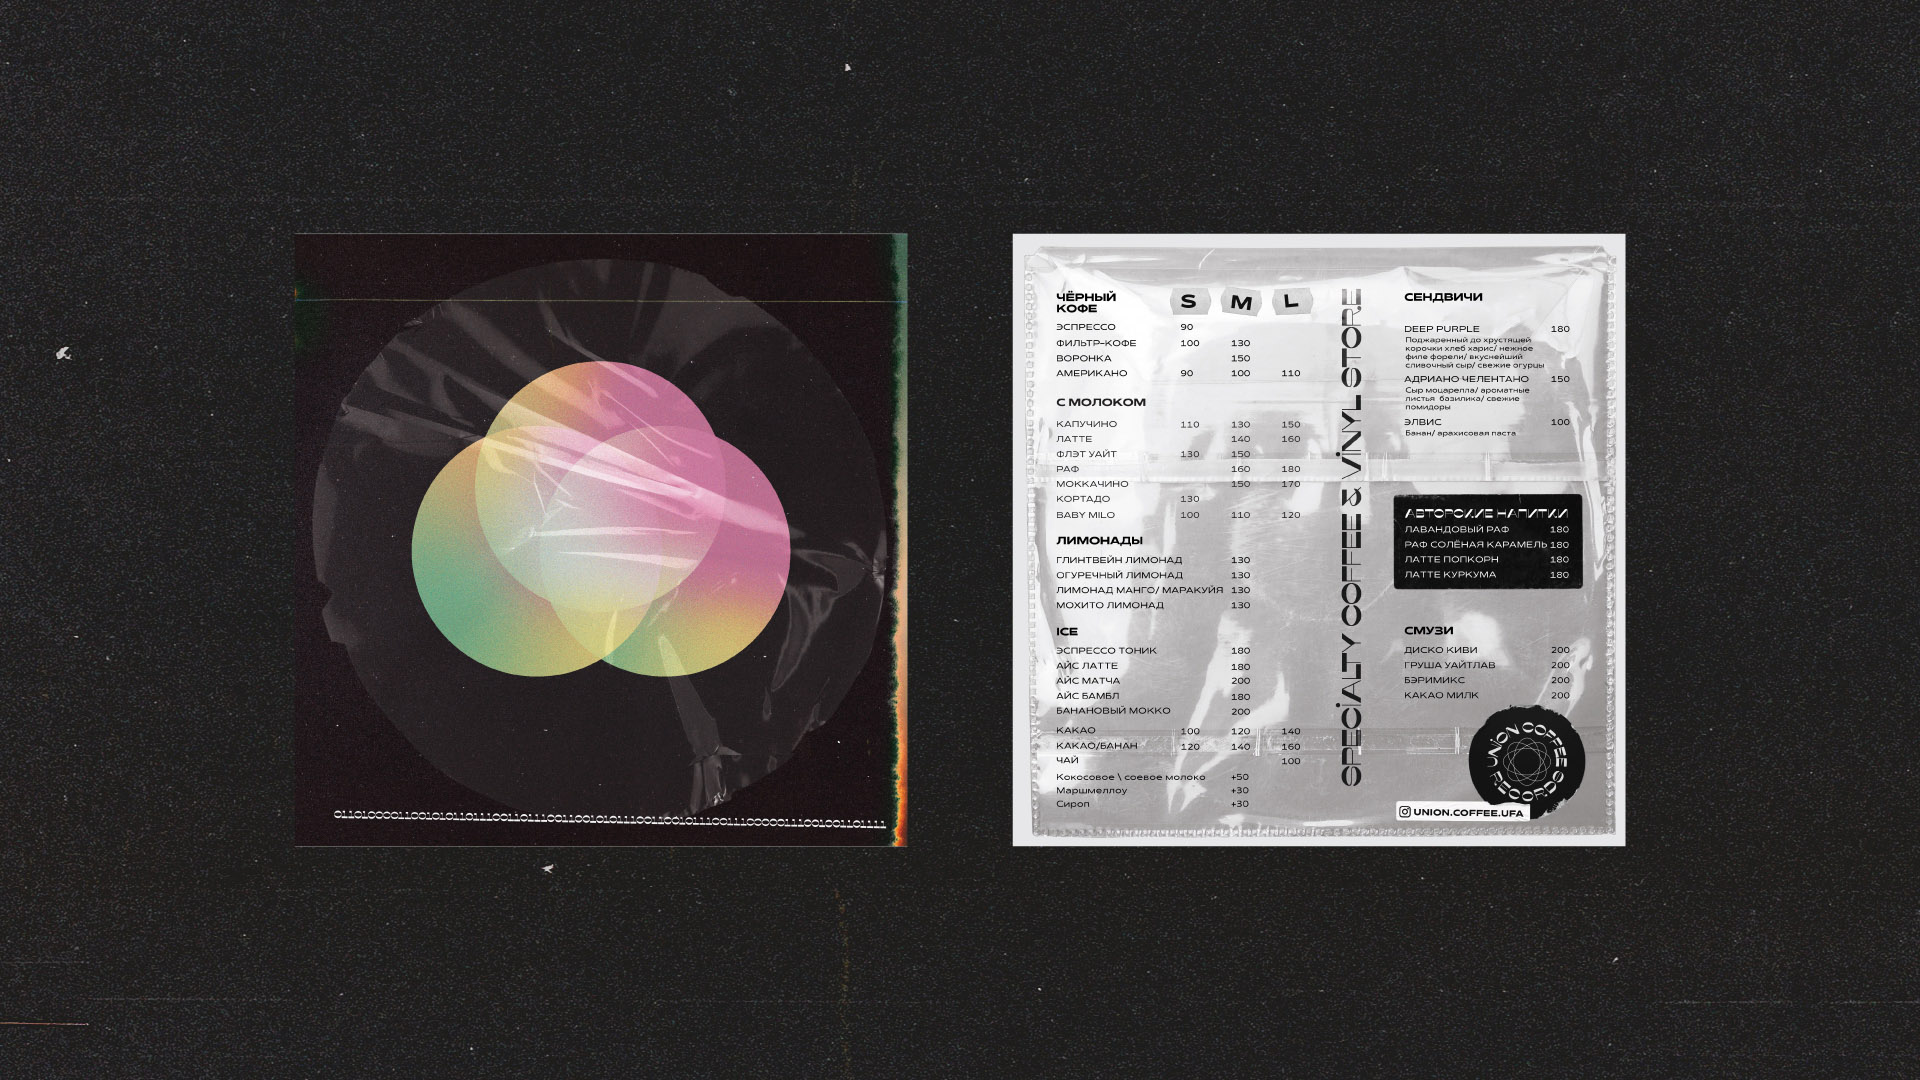 ЧЁРНЫЙ
КОФЕ
S M L
ЭСПРЕССО 90
ФИЛЬТР-КОФЕ 100 130
ВОРОНКА 150
АМЕРИКАНО 90 100 110
С МОЛОКОМ
КАПУЧИНО 110 130 150
ЛАТТЕ 140 160
ФЛЭТ УАЙТ 130 150
РАФ 160 180
МОККАЧИНО 150 170
КОРТАДО 130
BABY MILO 100 110 120
ЛИМОНАДЫ
ГЛИНТВЕЙН ЛИМОНАД 130
ОГУРЕЧНЫЙ ЛИМОНАД 130
ЛИМОНАД МАНГО/ МАРАКУЙЯ 130
МОХИТО ЛИМОНАД 130
ICE
ЭСПРЕССО ТОНИК 180
АЙС ЛАТТЕ 180
АЙС МАТЧА 200
АЙС БАМБЛ 180
БАНАНОВЫЙ МОККО 200
КАКАО 100 120 140
КАКАО/БАНАН 120 140 160
ЧАЙ 100
Кокосовое \ соевое молоко +50
Маршмеллоу +30
Сироп +30
SPECIALTY COFFEE & VINYL STORE
СЕНДВИЧИ
DEEP PURPLE 180
Поджаренный до хрустящей
корочки хлеб харис/ нежное
филе форели/ вкуснейший
сливочный сыр/ свежие огурцы
АДРИАНО ЧЕЛЕНТАНО 150
Сыр моцарелла/ ароматные
листья базилика/ свежие
помидоры
ЭЛВИС 100
Банан/ арахисовая паста
АВТОРСКИЕ НАПИТКИ
ЛАВАНДОВЫЙ РАФ 180
РАФ СОЛЁНАЯ КАРАМЕЛЬ 180
ЛАТТЕ ПОПКОРН 180
ЛАТТЕ КУРКУМА 180
СМУЗИ
ДИСКО КИВИ 200
ГРУША УАЙТЛАВ 200
БЭРИМИКС 200
КАКАО МИЛК 200
UNION COFFEE
RECORD
UNION.COFFEE.UFA